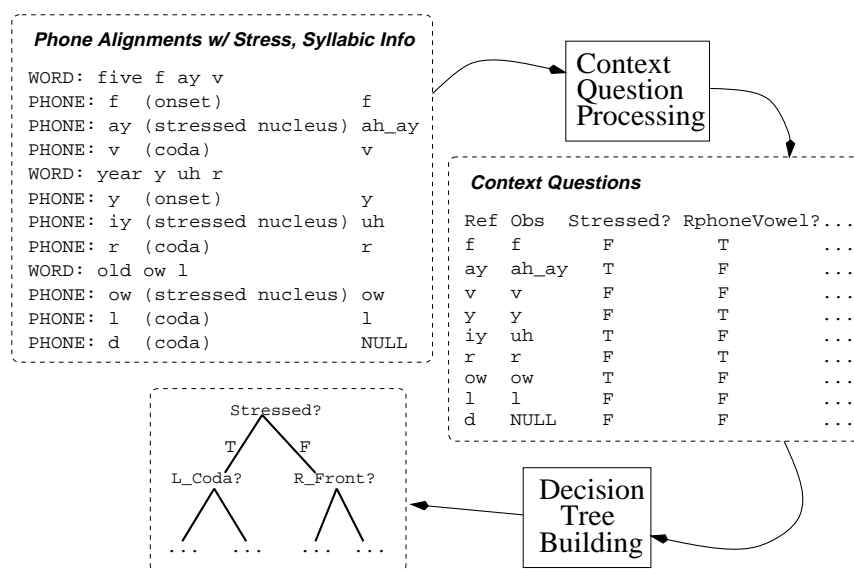 Phone Alignments w/ Stress, Syllabic Info
WORD: five f ay v
PHONE: f (onset) f
PHONE: ay (stressed nucleus) ah_ay
PHONE: v (coda) v
WORD: year y uh r
PHONE: y (onset) y
PHONE: iy (stressed nucleus) uh
PHONE: r (coda) r
WORD: old ow l
PHONE: ow (stressed nucleus) ow
PHONE: l (coda) l
PHONE: d (coda) NULL
Context
Question
Processing
Context Questions
Ref Obs Stressed? RphoneVowel?...
f f F T ...
ay ah_ay T F ...
v v F F ...
y y F T ...
iy uh T F ...
r r F T ...
ow ow T F ...
l l F F ...
d NULL F F ...
Decision
Tree
Building
Stressed?
T F
L_Coda? R_Front?
... ... ... ...